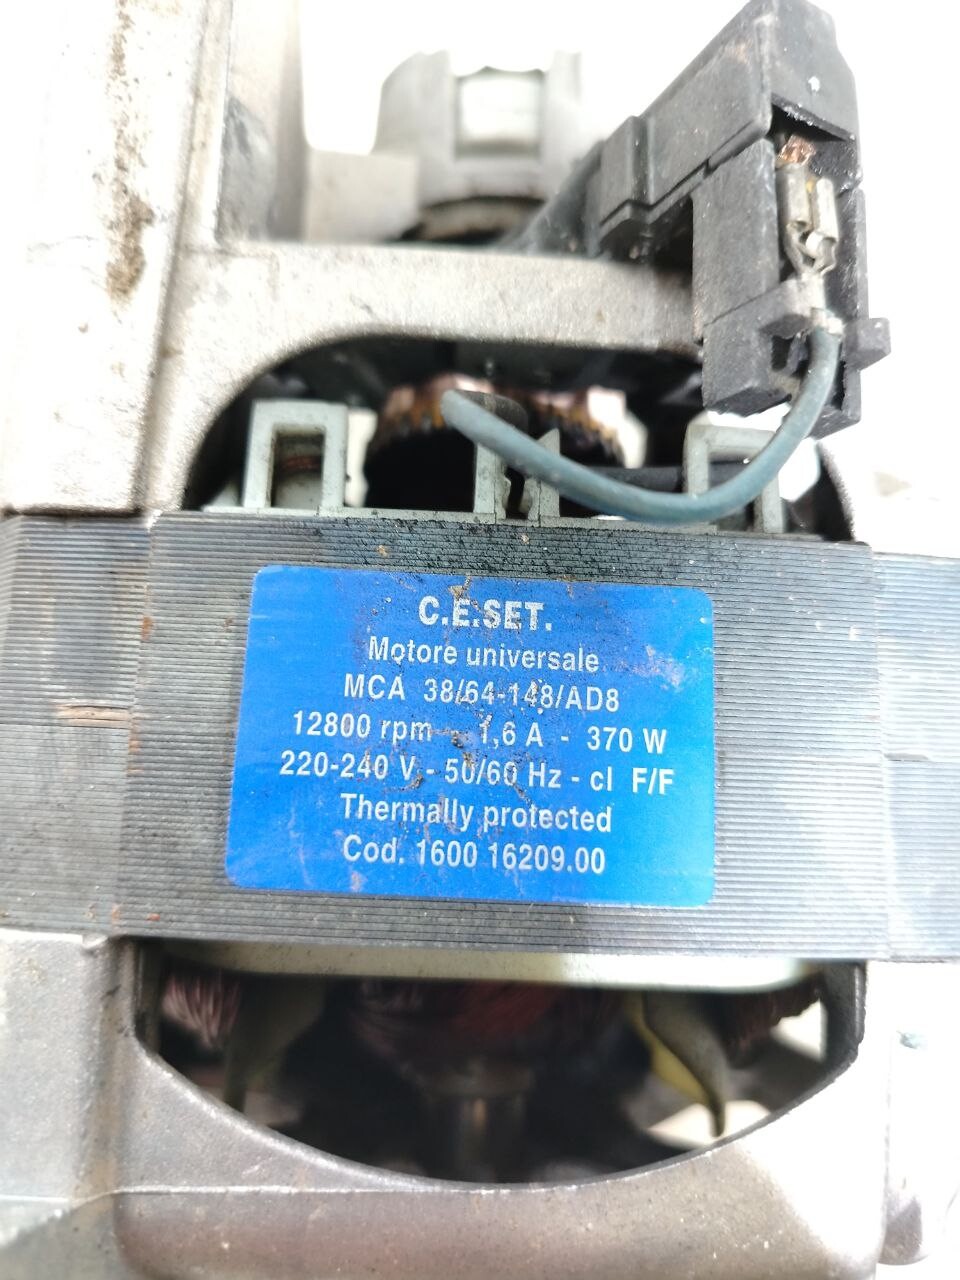 C.E.SET.
Motore universale
MCA 38/64-148/AD8
12800 rpm - 1,6 A - 370 W
220-240 V - 50/60 Hz - cl F/F
Thermally protected
Cod. 1600 16209.00